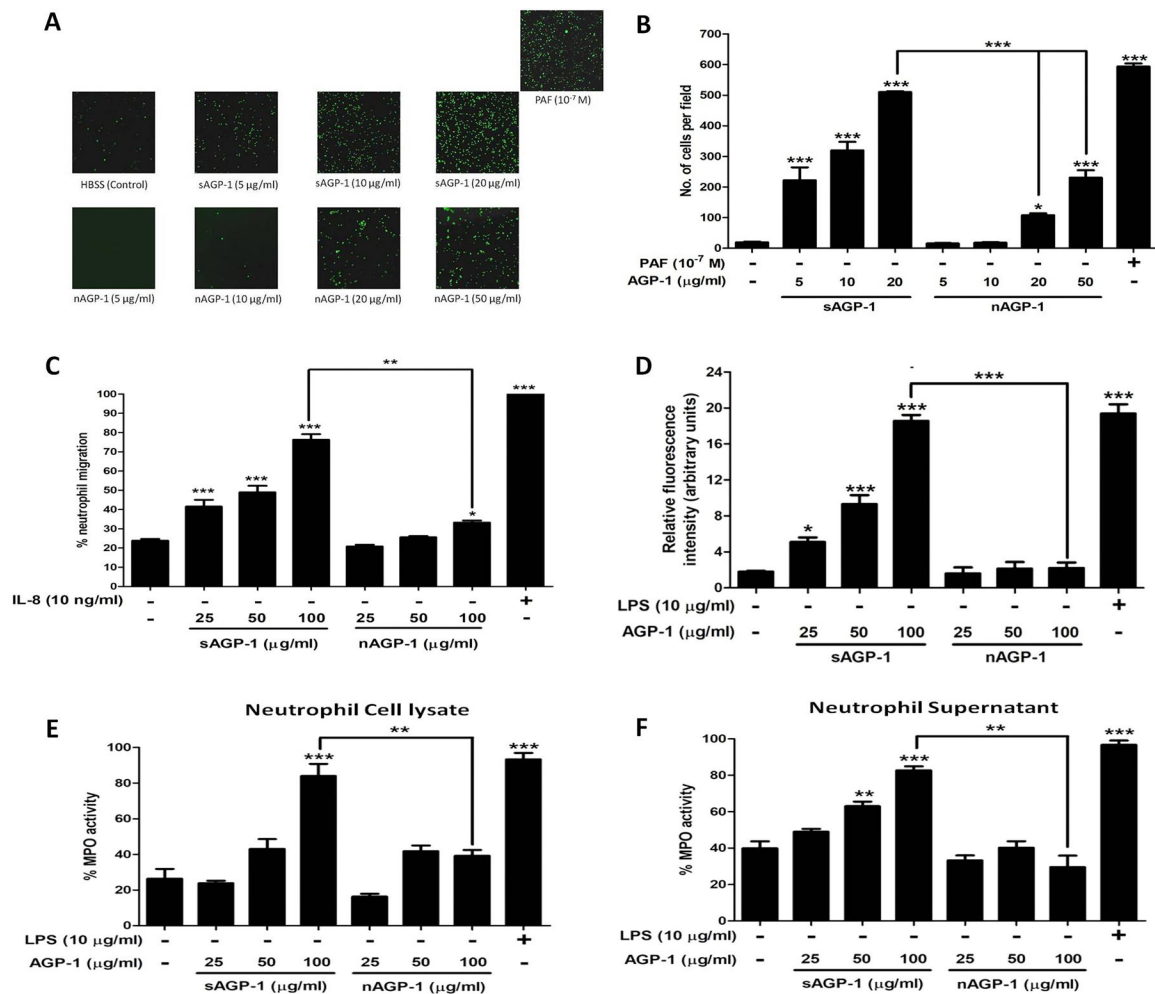 A
PAF (10⁻⁷ M)
HBSS (Control)
sAGP-1 (5 µg/ml)
sAGP-1 (10 µg/ml)
sAGP-1 (20 µg/ml)
nAGP-1 (5 µg/ml)
nAGP-1 (10 µg/ml)
nAGP-1 (20 µg/ml)
nAGP-1 (50 µg/ml)
B
No. of cells per field
700
600
500
400
300
200
100
0
*** *** *** *** * *** ***
PAF (10⁻⁷ M) - - - - - - - - +
AGP-1 (µg/ml) - 5 10 20 5 10 20 50 -
sAGP-1 nAGP-1
C
% neutrophil migration
100
90
80
70
60
50
40
30
20
10
0
*** *** *** ** * ***
IL-8 (10 ng/ml) - - - - - - - +
- 25 50 100 25 50 100 -
sAGP-1 (µg/ml) nAGP-1 (µg/ml)
D
Relative fluorescence
intensity (arbitrary units)
24
20
16
12
8
4
0
* *** *** *** ***
LPS (10 µg/ml) - - - - - - - +
AGP-1 (µg/ml) - 25 50 100 25 50 100 -
sAGP-1 nAGP-1
E
Neutrophil Cell lysate
% MPO activity
100
80
60
40
20
0
*** ** ***
LPS (10 µg/ml) - - - - - - - +
AGP-1 (µg/ml) - 25 50 100 25 50 100 -
sAGP-1 (µg/ml) nAGP-1 (µg/ml)
F
Neutrophil Supernatant
% MPO activity
100
80
60
40
20
0
** *** ** ***
LPS (10 µg/ml) - - - - - - - +
AGP-1 (µg/ml) - 25 50 100 25 50 100 -
sAGP-1 (µg/ml) nAGP-1 (µg/ml)